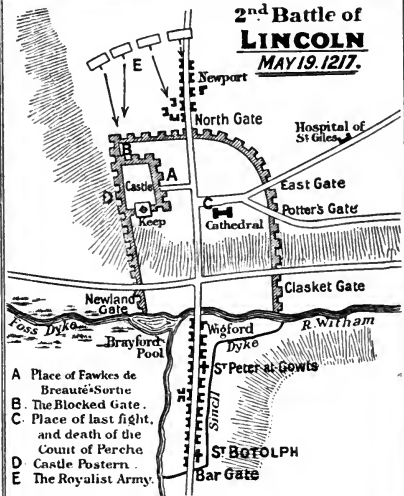 2nd Battle of
LINCOLN
MAY 19. 1217.
E
Newport
North Gate
Hospital of
St Giles
B
A
Castle
D
Keep
C
Cathedral
East Gate
Potter's Gate
Newland
Gate
Clasket Gate
Foss Dyke
Brayford
Pool
Wigford
Dyke
R. Witham
St Peter at Gowts
Sincil
ST BOTOLPH
Bar Gate
A Place of Fawkes de
Breauté's Sortie
B. The Blocked Gate.
C. Place of last fight,
and death of the
Count of Perche
D Castle Postern.
E The Royalist Army.